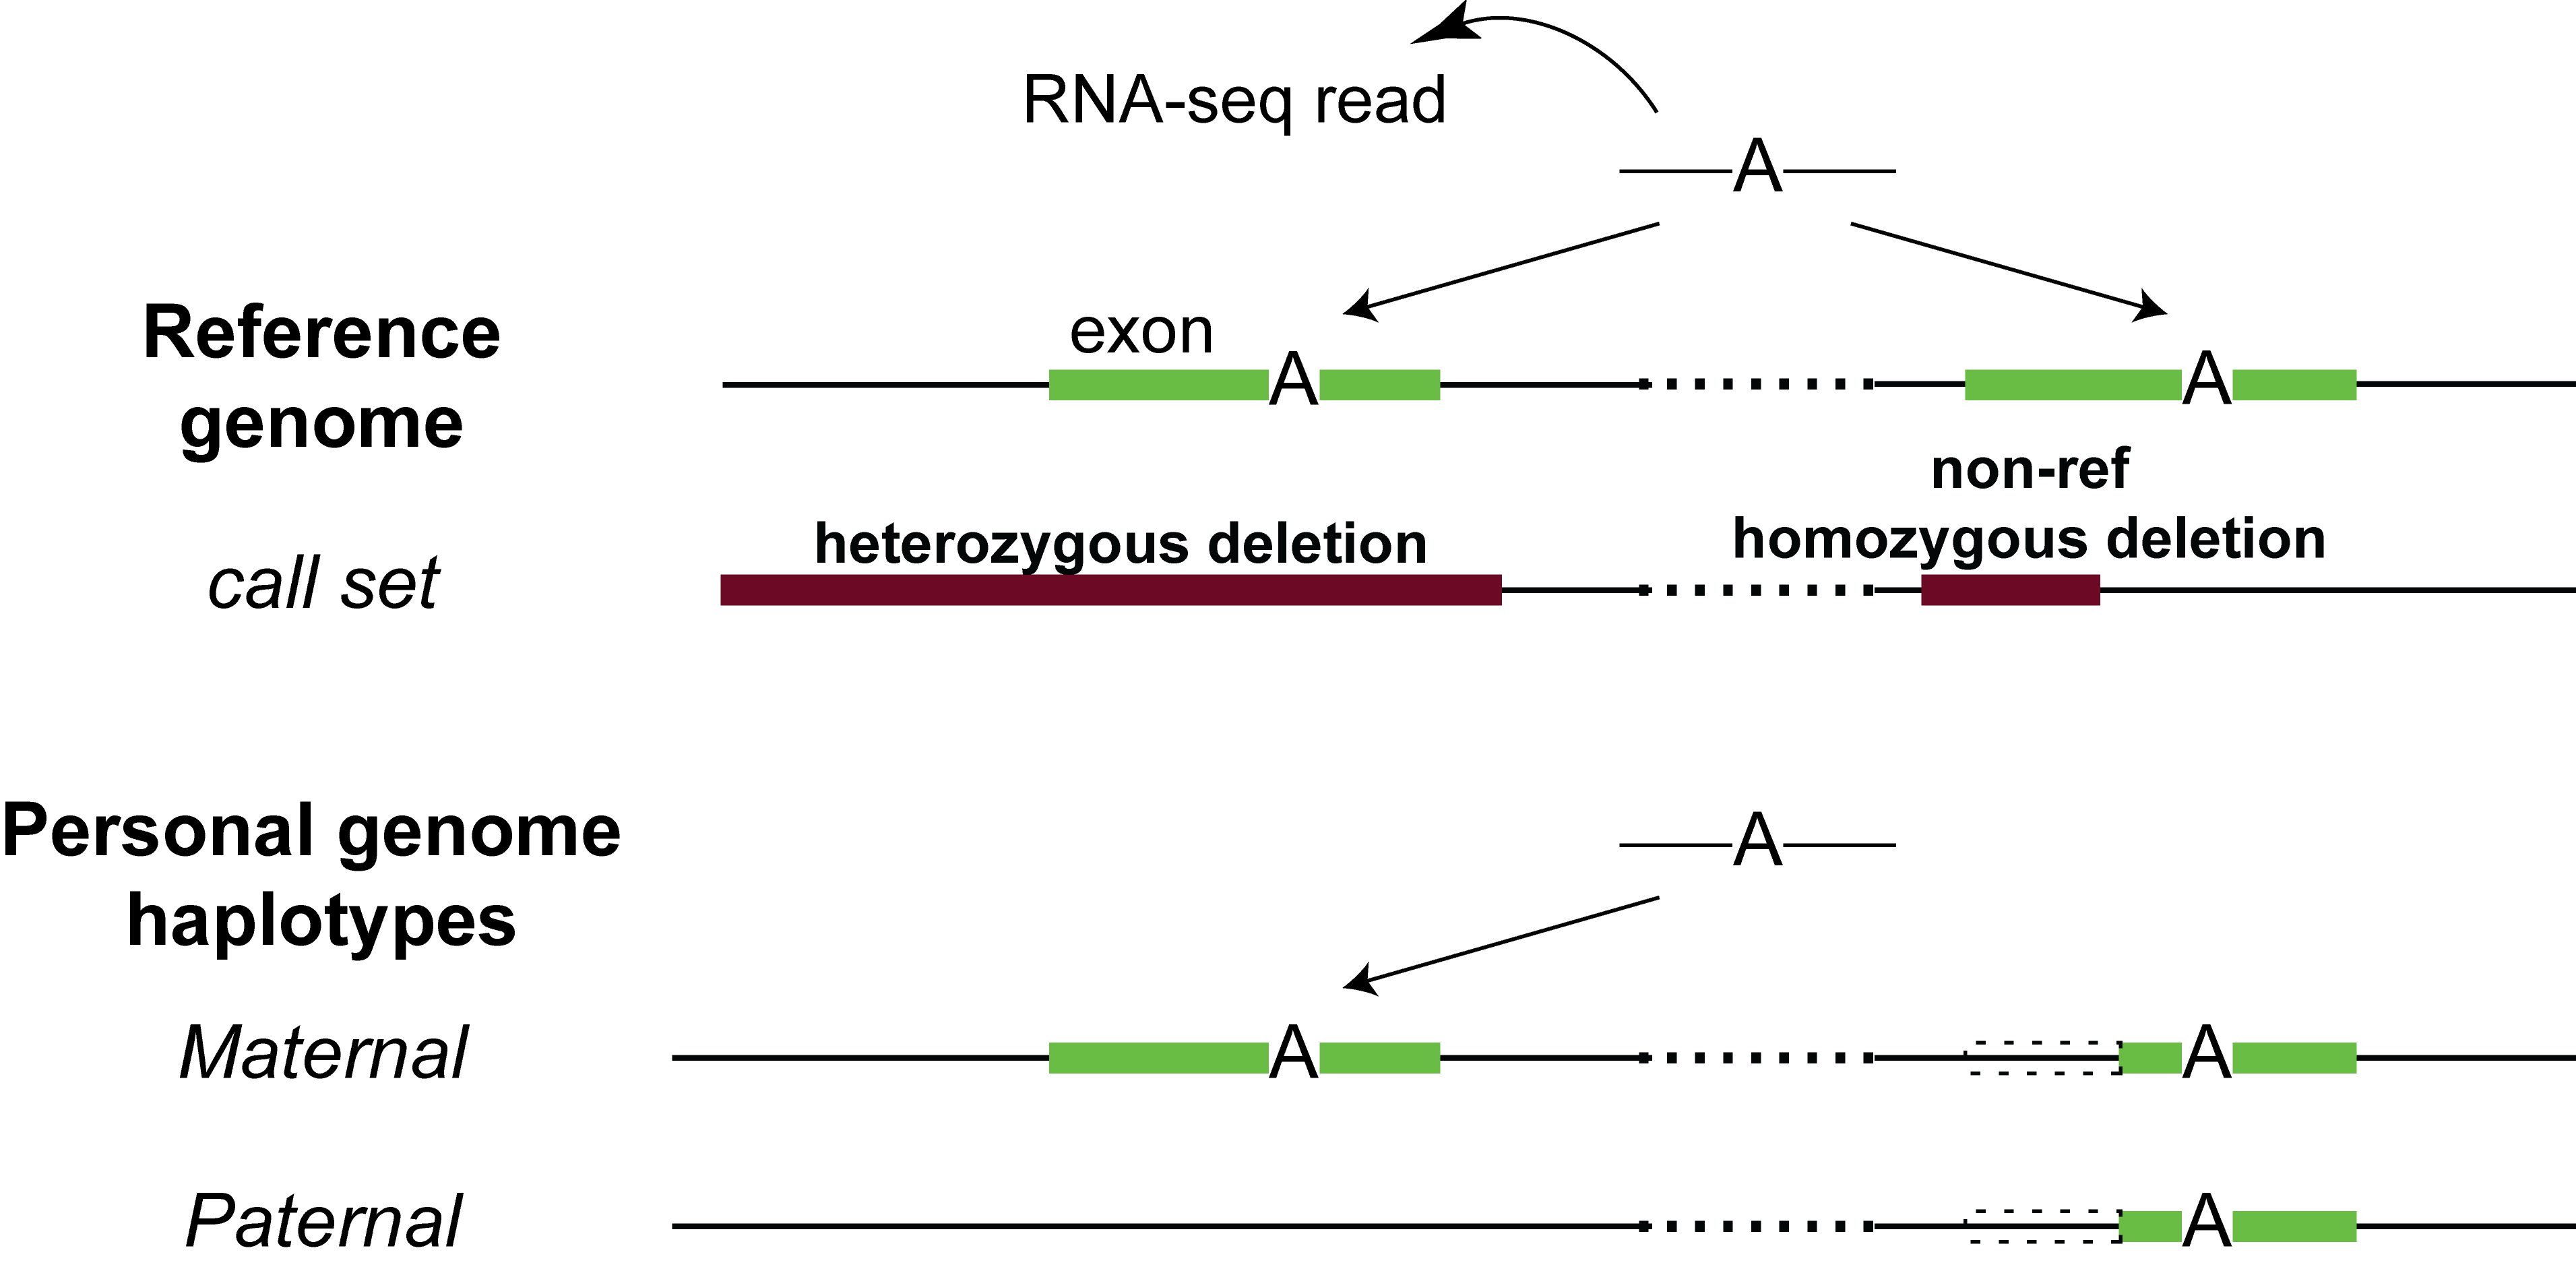 RNA-seq read
A
Reference
genome
exon
A
A
call set
heterozygous deletion
non-ref
homozygous deletion
Personal genome
haplotypes
A
Maternal
A
A
Paternal
A